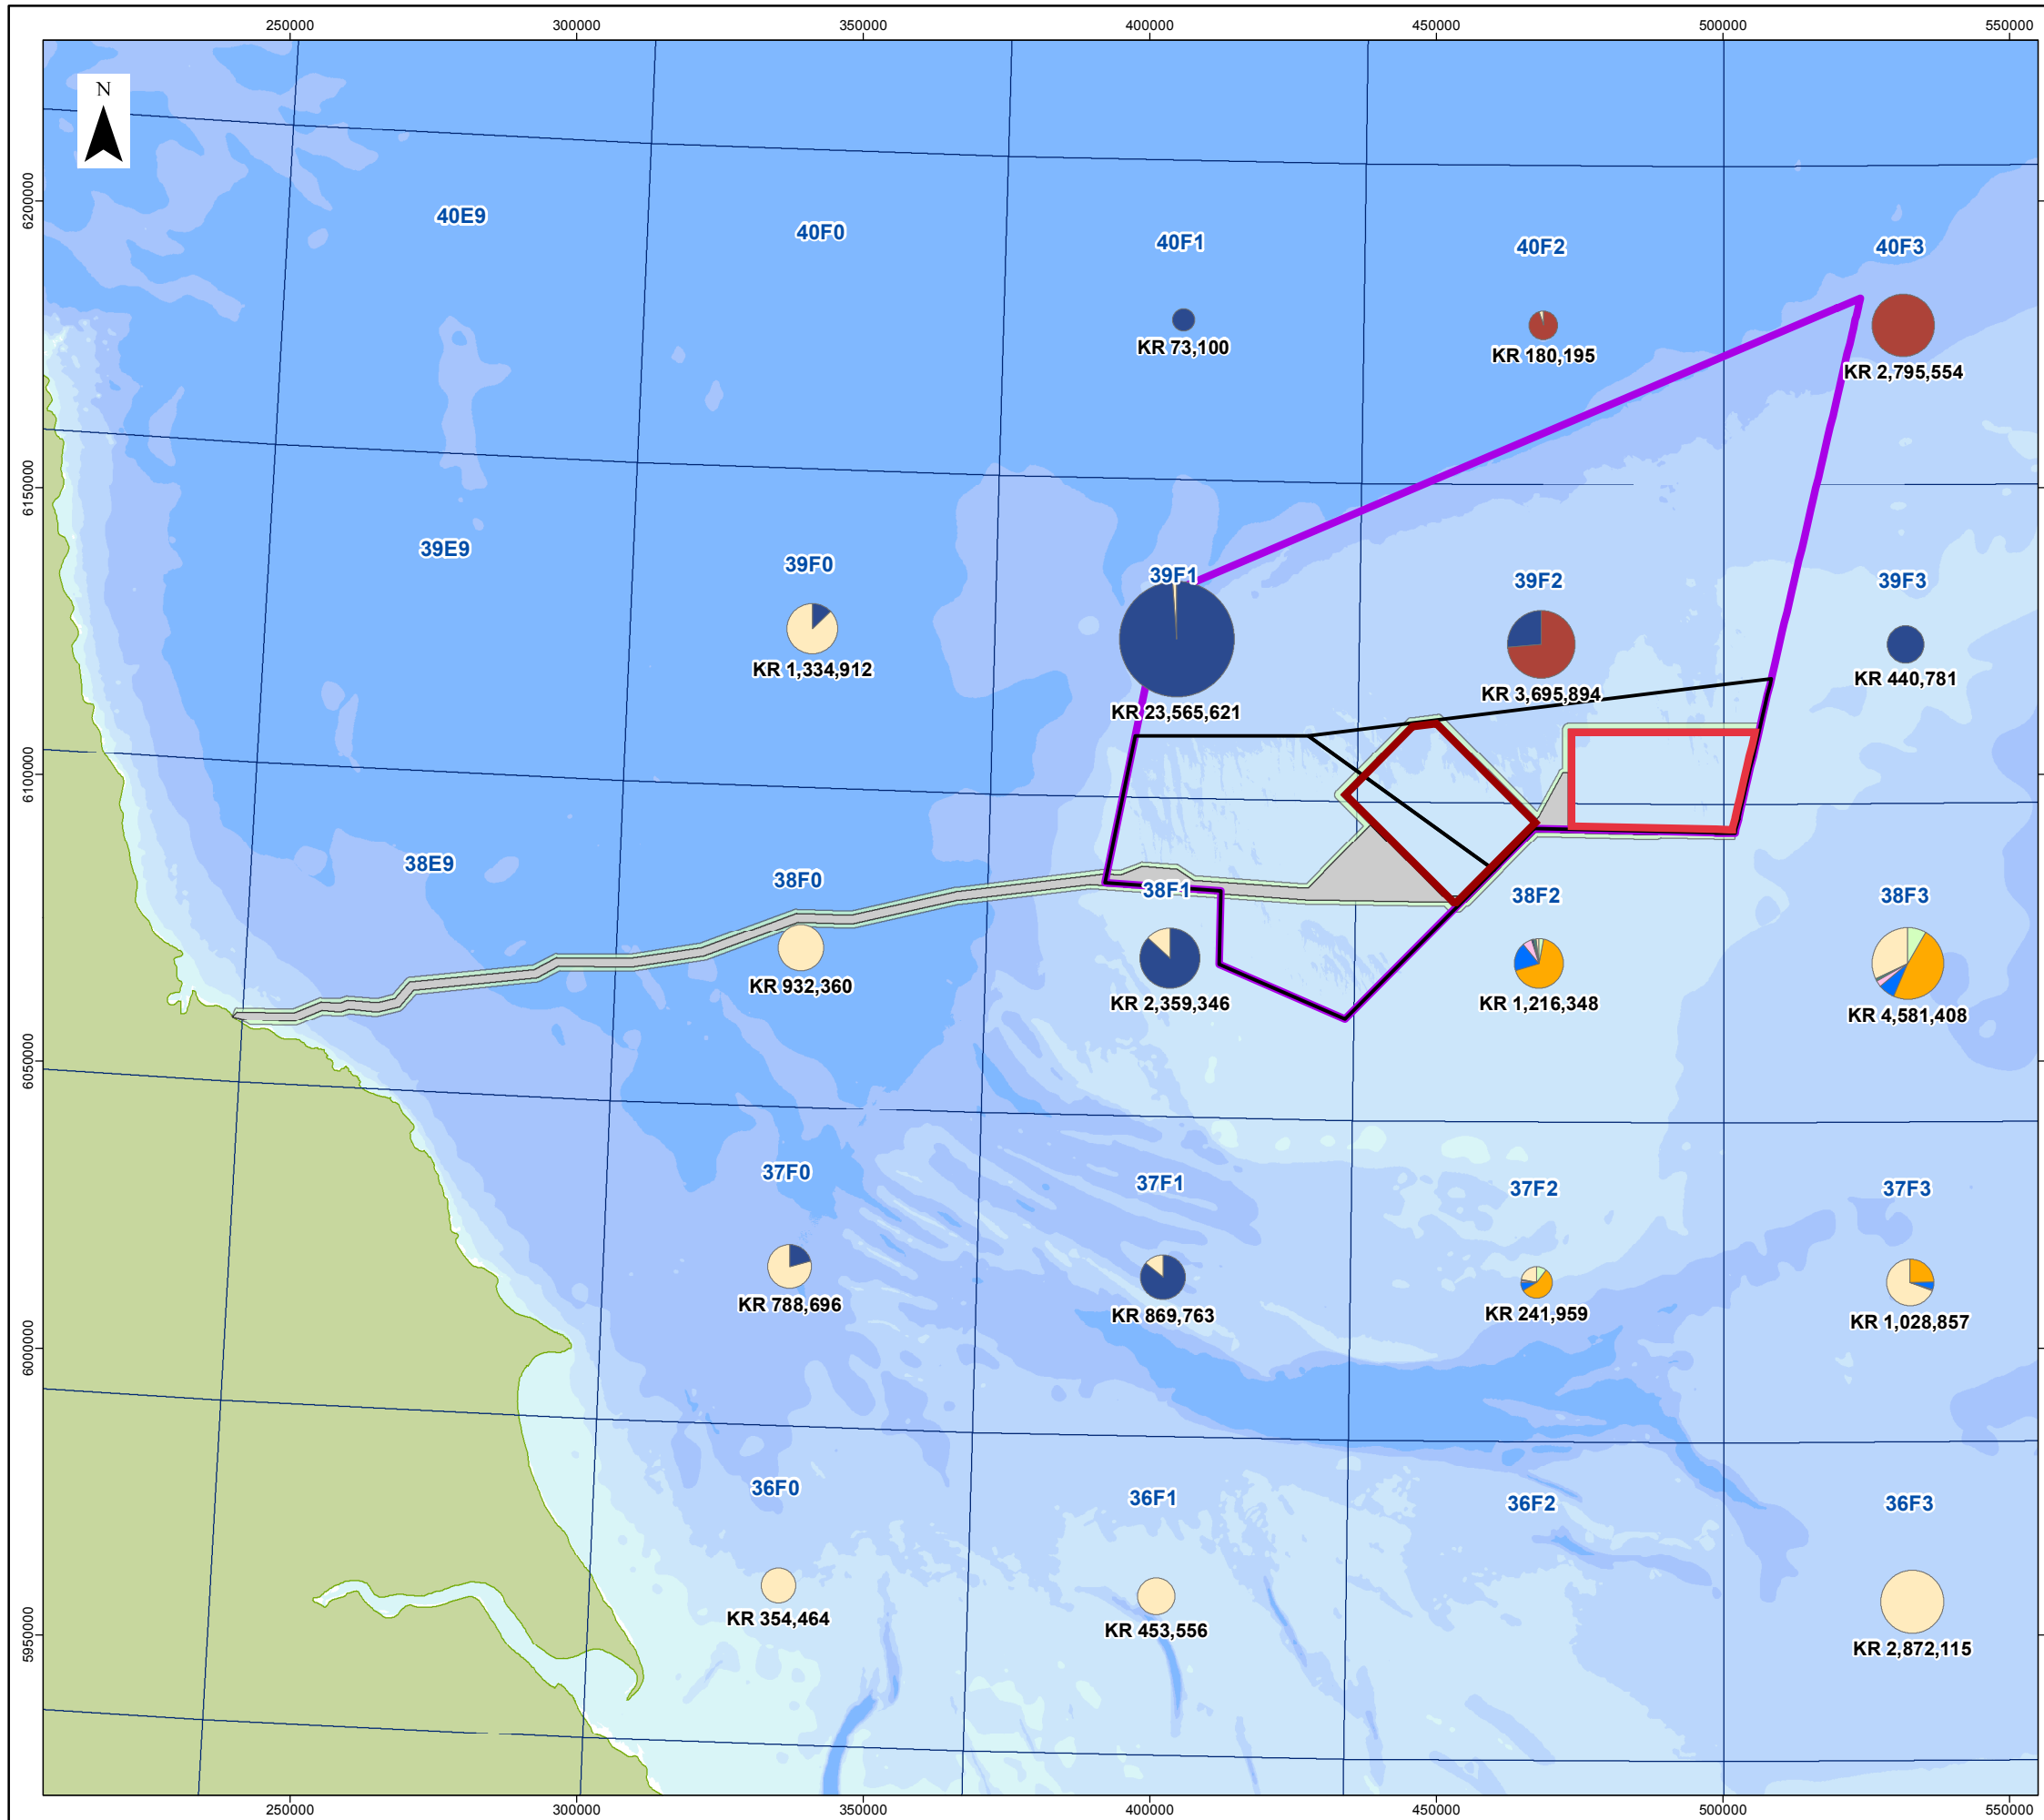 250000 300000 350000 400000 450000 500000 550000
N
6200000
40E9 40F0 40F1 40F2 40F3
KR 73,100 KR 180,195 KR 2,795,554
6150000
39E9 39F0 39F1 39F2 39F3
KR 1,334,912 KR 23,565,621 KR 3,695,894 KR 440,781
6100000
38E9 38F0 38F1 38F2 38F3
KR 932,360 KR 2,359,346 KR 1,216,348 KR 4,581,408
6050000
37F0 37F1 37F2 37F3
KR 788,696 KR 869,763 KR 241,959 KR 1,028,857
6000000
36F0 36F1 36F2 36F3
KR 354,464 KR 453,556 KR 2,872,115
5950000
250000 300000 350000 400000 450000 500000 550000